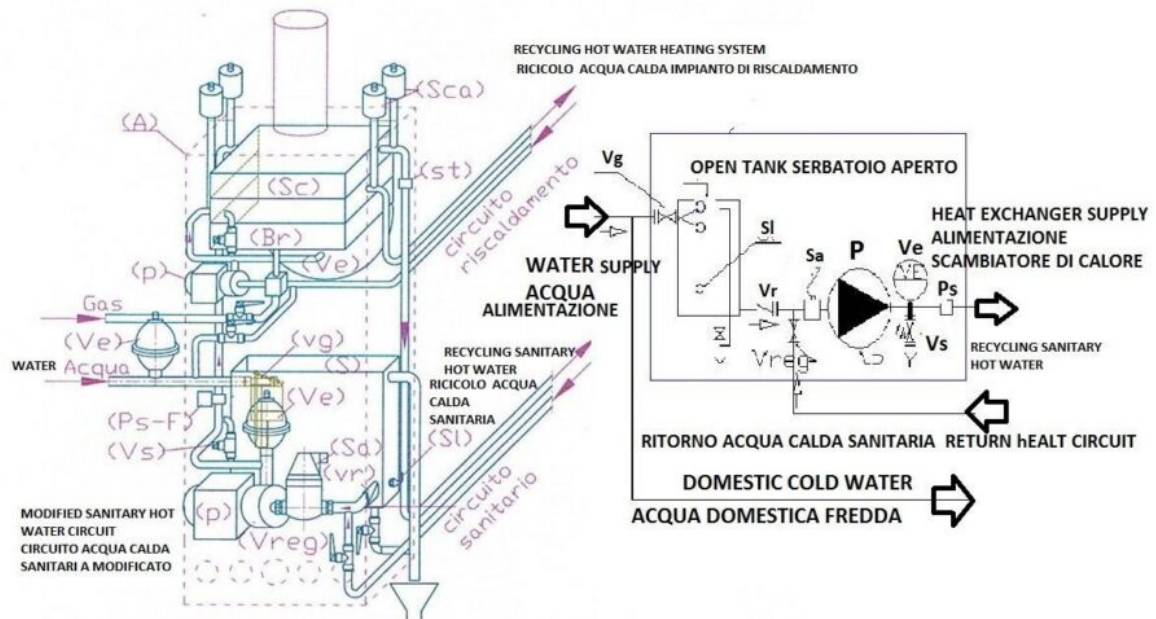 RECYCLING HOT WATER HEATING SYSTEM
RICICOLO ACQUA CALDA IMPIANTO DI RISCALDAMENTO
(Sca)
(A)
(st)
(Sc)
(Br)
(Ve)
circuito
riscaldamento
(p)
Gas
(Ve)
WATER Acqua
(vg)
(S)
(Ve)
(Ps-F)
(Vs)
RECYCLING SANITARY
HOT WATER
RICICOLO ACQUA
CALDA
SANITARIA
(Sa)
(vr)
(Sl)
(p)
(Vreg)
circuito
sanitario
MODIFIED SANITARY HOT
WATER CIRCUIT
CIRCUITO ACQUA CALDA
SANITARI A MODIFICATO
Vg
OPEN TANK SERBATOIO APERTO
Sl
WATER SUPPLY
ACQUA
ALIMENTAZIONE
Sa
P
Ve
VE
Vr
Ps
Vs
Vreg
HEAT EXCHANGER SUPPLY
ALIMENTAZIONE
SCAMBIATORE DI CALORE
RECYCLING SANITARY
HOT WATER
RITORNO ACQUA CALDA SANITARIA RETURN hEALT CIRCUIT
DOMESTIC COLD WATER
ACQUA DOMESTICA FREDDA